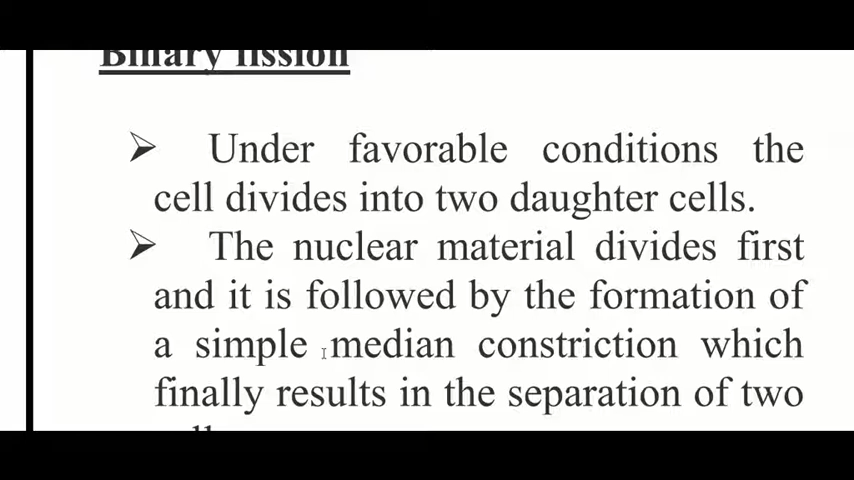 Binary fission
➢ Under favorable conditions the
cell divides into two daughter cells.
➢ The nuclear material divides first
and it is followed by the formation of
a simple median constriction which
finally results in the separation of two